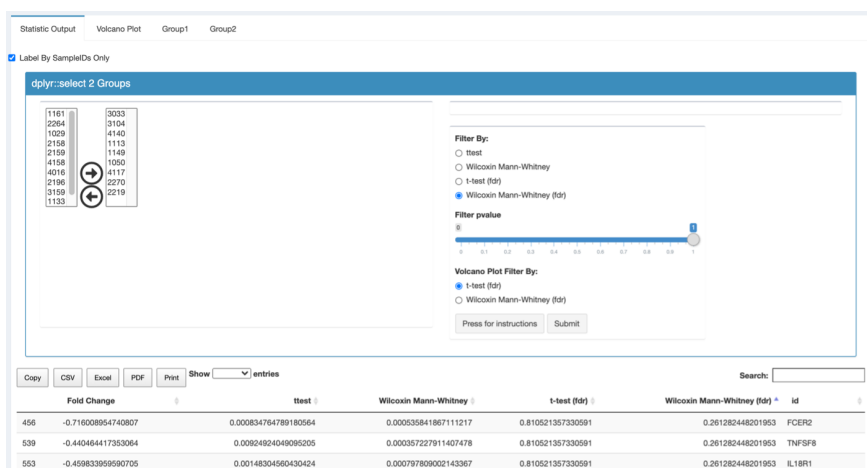 Statistic Output Volcano Plot Group1 Group2
Label By SampleIDs Only
dplyr::select 2 Groups
1161 3033
2264 3104
1029 4140
2158 1113
2159 1149
4158 1050
4016 4117
2196 2270
3159 2219
1133
Filter By:
ttest
Wilcoxin Mann-Whitney
t-test (fdr)
Wilcoxin Mann-Whitney (fdr)
Filter pvalue
0 1
0 0.1 0.2 0.3 0.4 0.5 0.6 0.7 0.8 0.9 1
Volcano Plot Filter By:
t-test (fdr)
Wilcoxin Mann-Whitney (fdr)
Press for instructions Submit
Copy CSV Excel PDF Print Show entries Search:
Fold Change ttest Wilcoxin Mann-Whitney t-test (fdr) Wilcoxin Mann-Whitney (fdr) id
456 -0.716008954740807 0.000834764789180564 0.000535841867111217 0.810521357330591 0.261282448201953 FCER2
539 -0.440464417353064 0.00924924049095205 0.000357227911407478 0.810521357330591 0.261282448201953 TNFSF8
553 -0.459833959590705 0.00148304560430424 0.000797809002143367 0.810521357330591 0.261282448201953 IL18R1